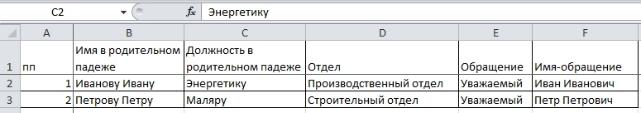 C2 fx Энергетику
A B C D E F
1 пп Имя в родительном падеже Должность в родительном падеже Отдел Обращение Имя-обращение
2 1 Иванову Ивану Энергетику Производственный отдел Уважаемый Иван Иванович
3 2 Петрову Петру Маляру Строительный отдел Уважаемый Петр Петрович